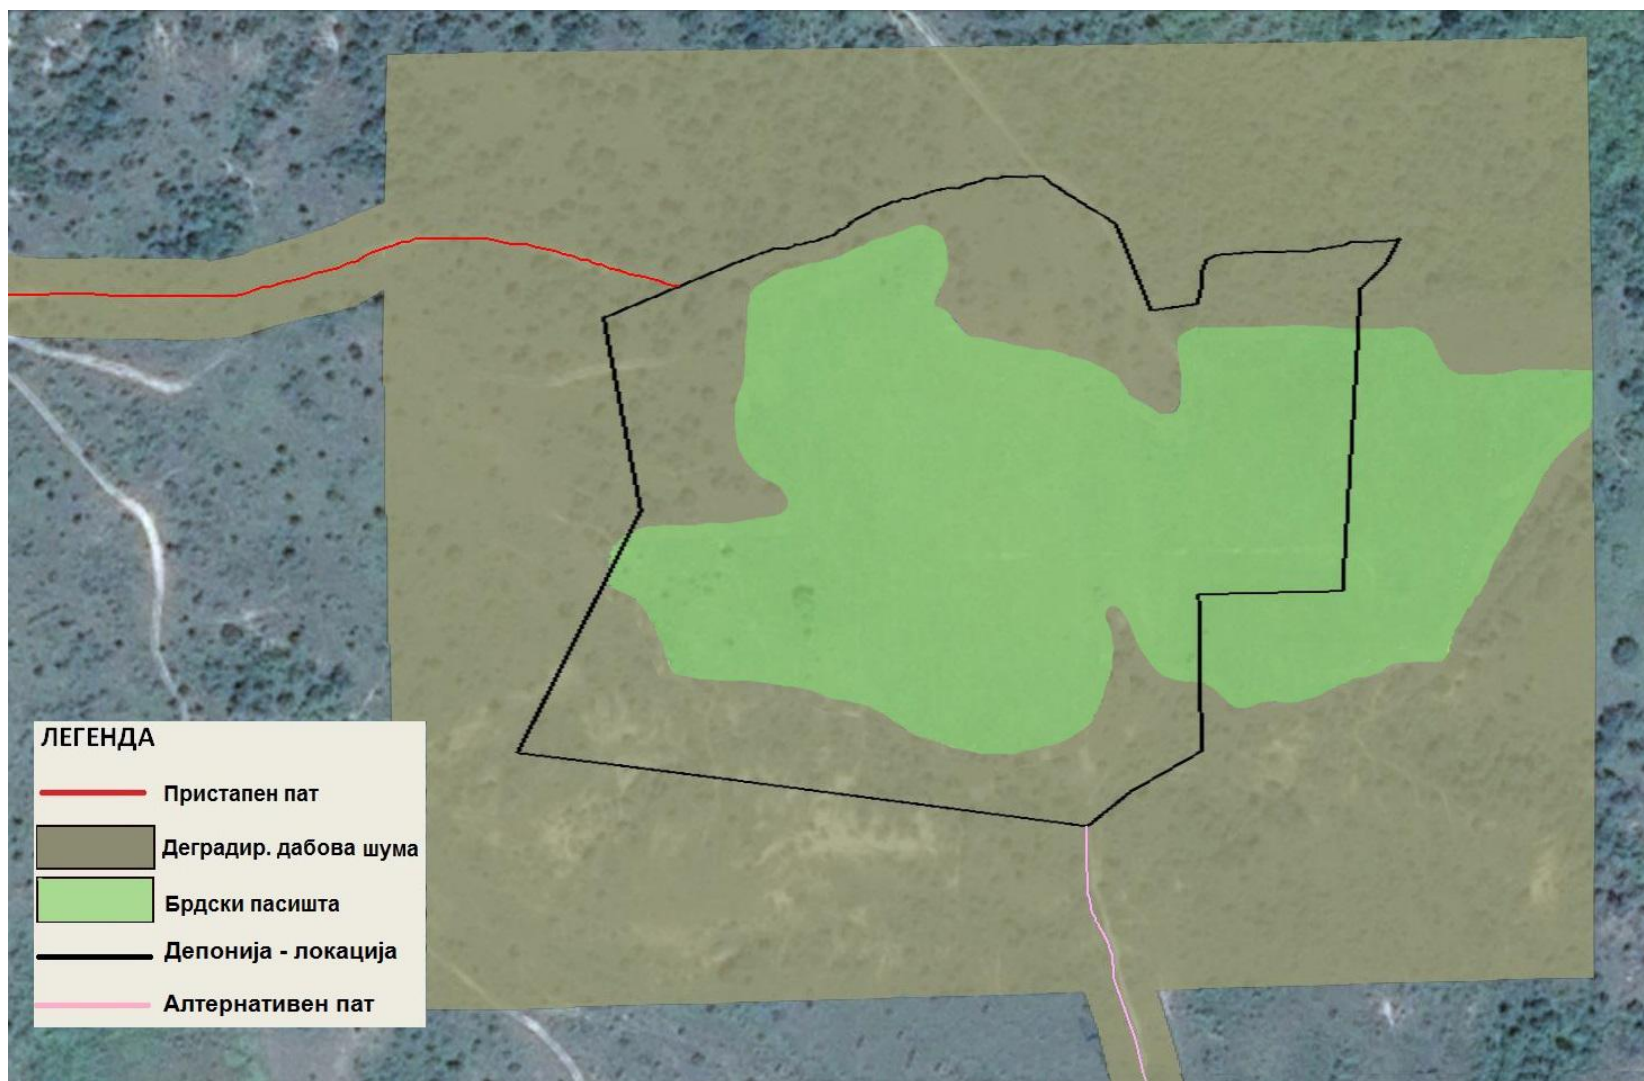 ЛЕГЕНДА
Пристапен пат
Деградир. дабова шума
Брдски пасишта
Депонија - локација
Алтернативен пат